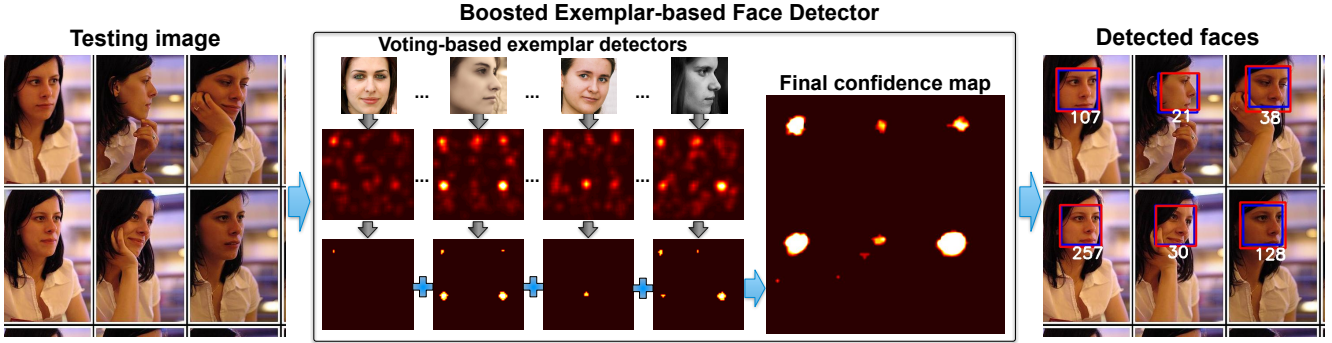 Boosted Exemplar-based Face Detector
Testing image
Voting-based exemplar detectors
Detected faces
Final confidence map
... ... ...
... ... ...
107 21 38
257 30 128